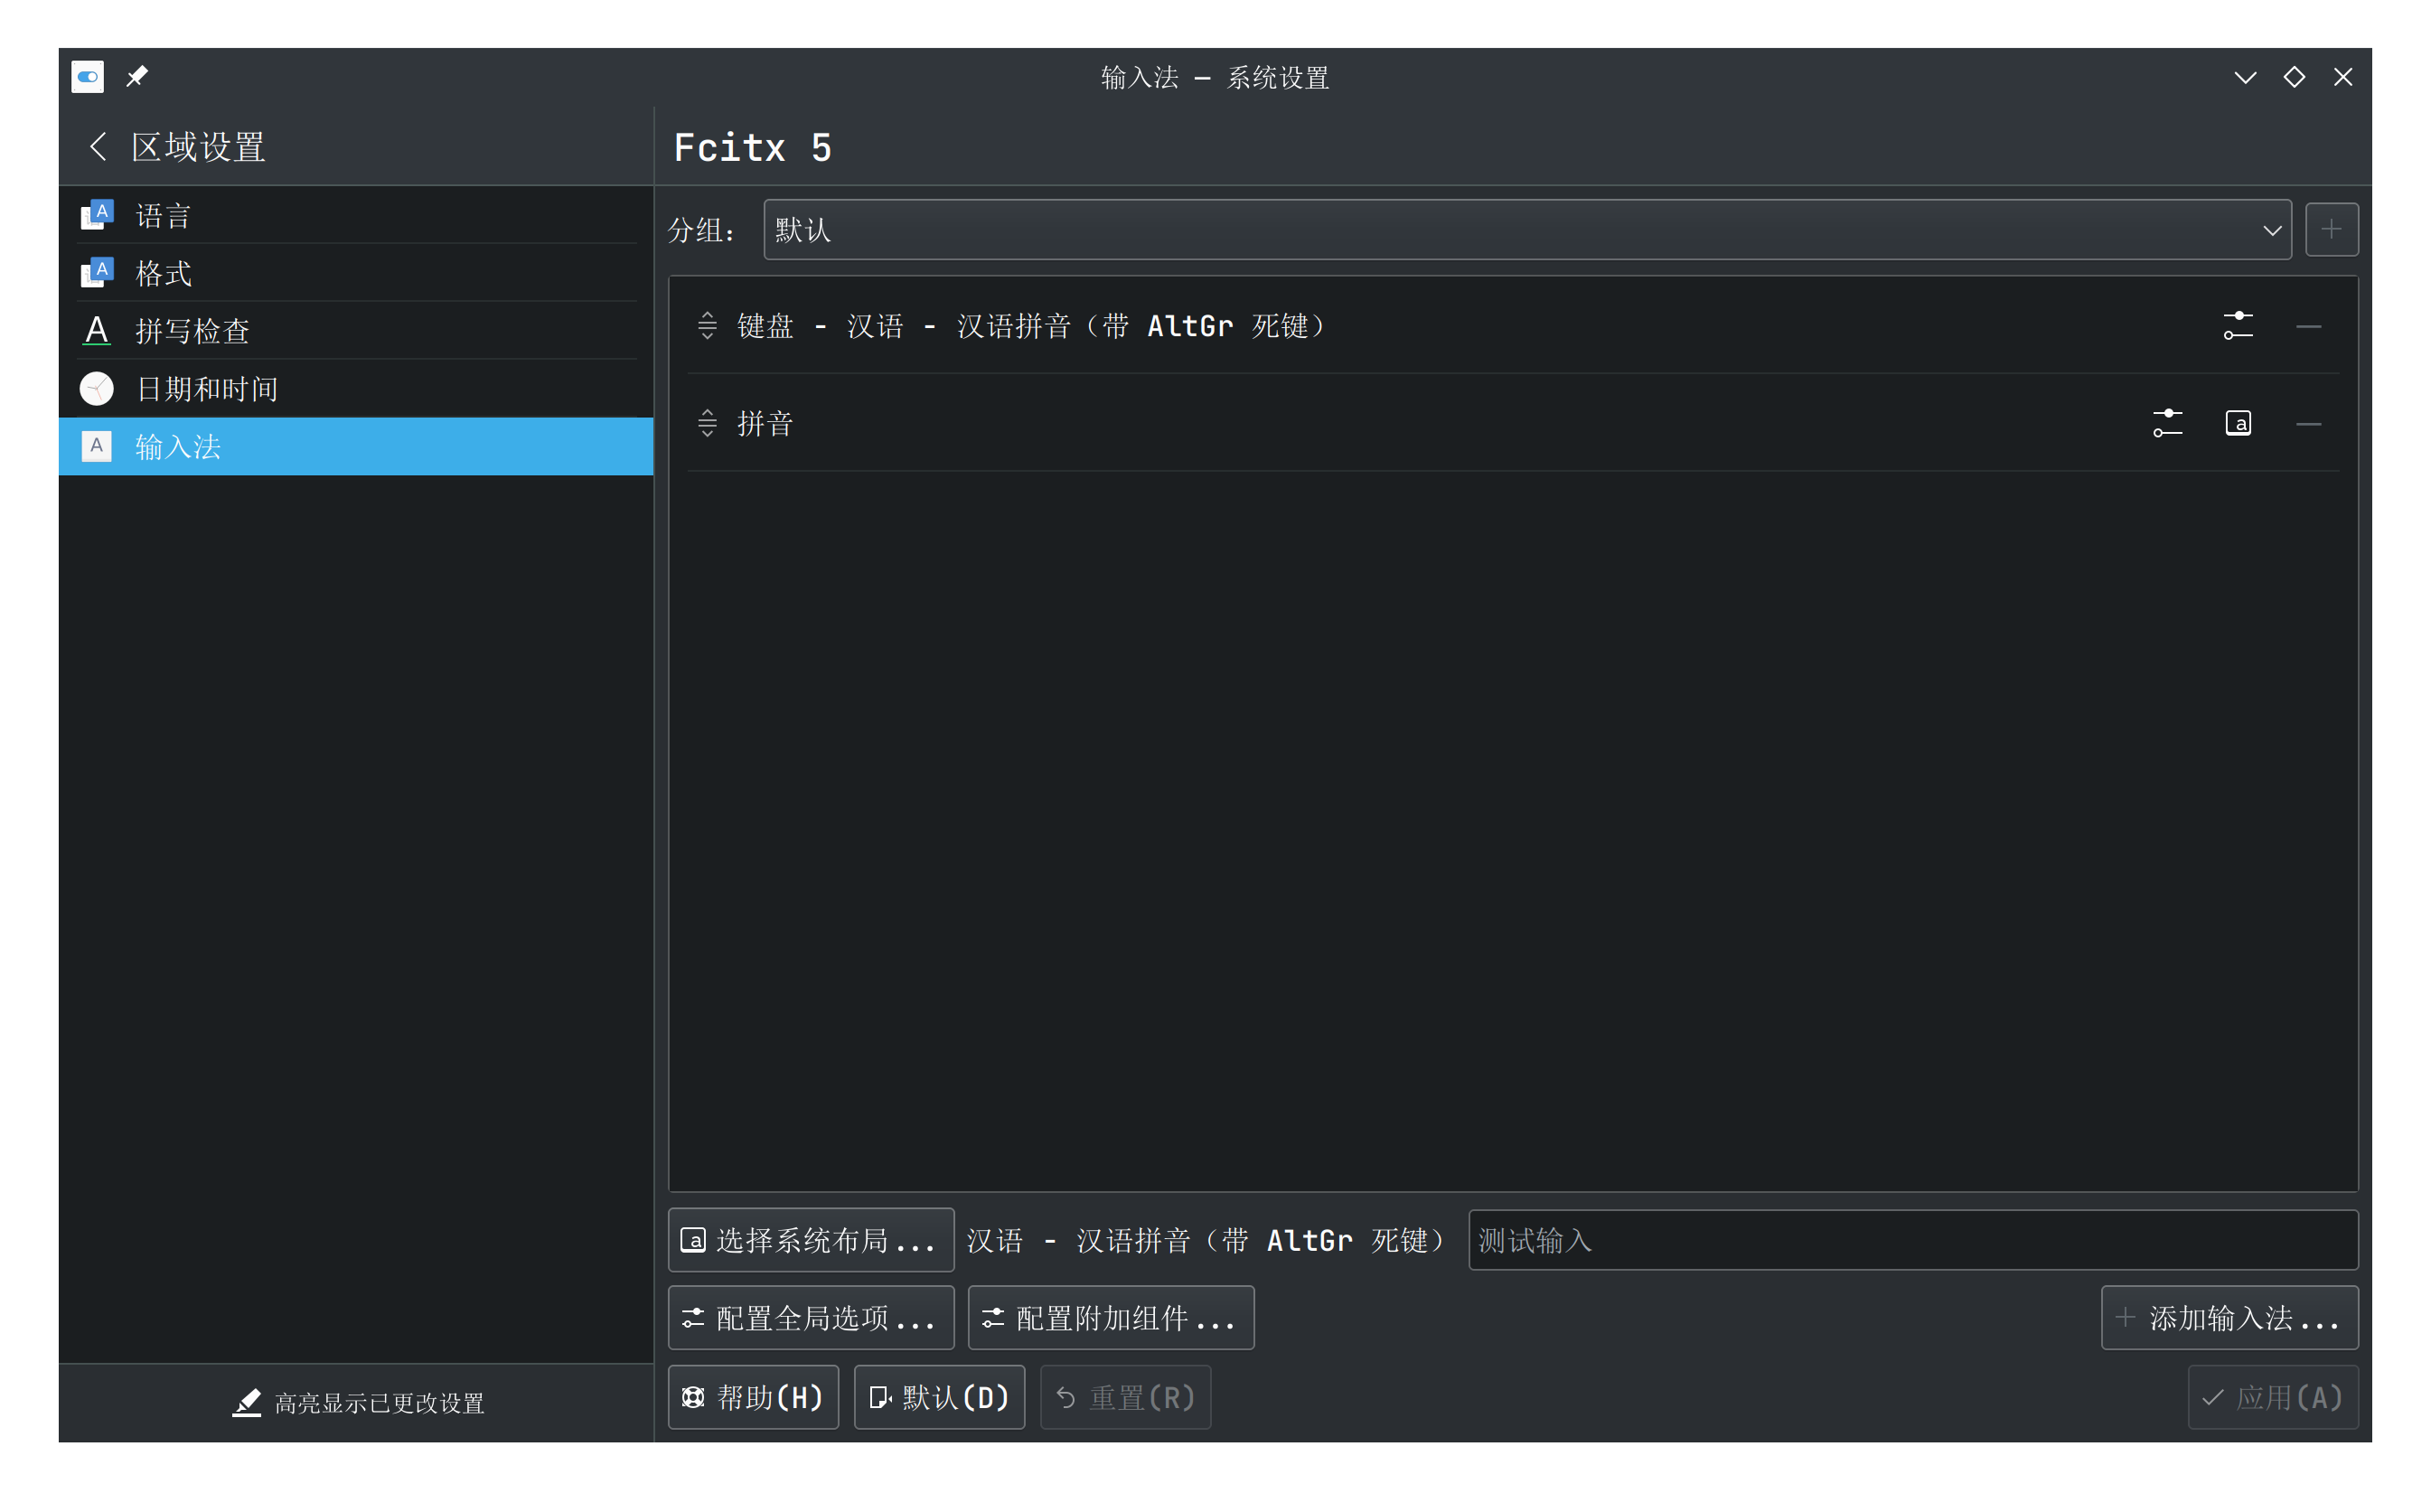 输入法 — 系统设置
区域设置
语言
格式
拼写检查
日期和时间
输入法
高亮显示已更改设置
Fcitx 5
分组：
默认
键盘 - 汉语 - 汉语拼音（带 AltGr 死键）
拼音
选择系统布局...
汉语 - 汉语拼音（带 AltGr 死键）
测试输入
配置全局选项...
配置附加组件...
添加输入法...
帮助(H)
默认(D)
重置(R)
应用(A)